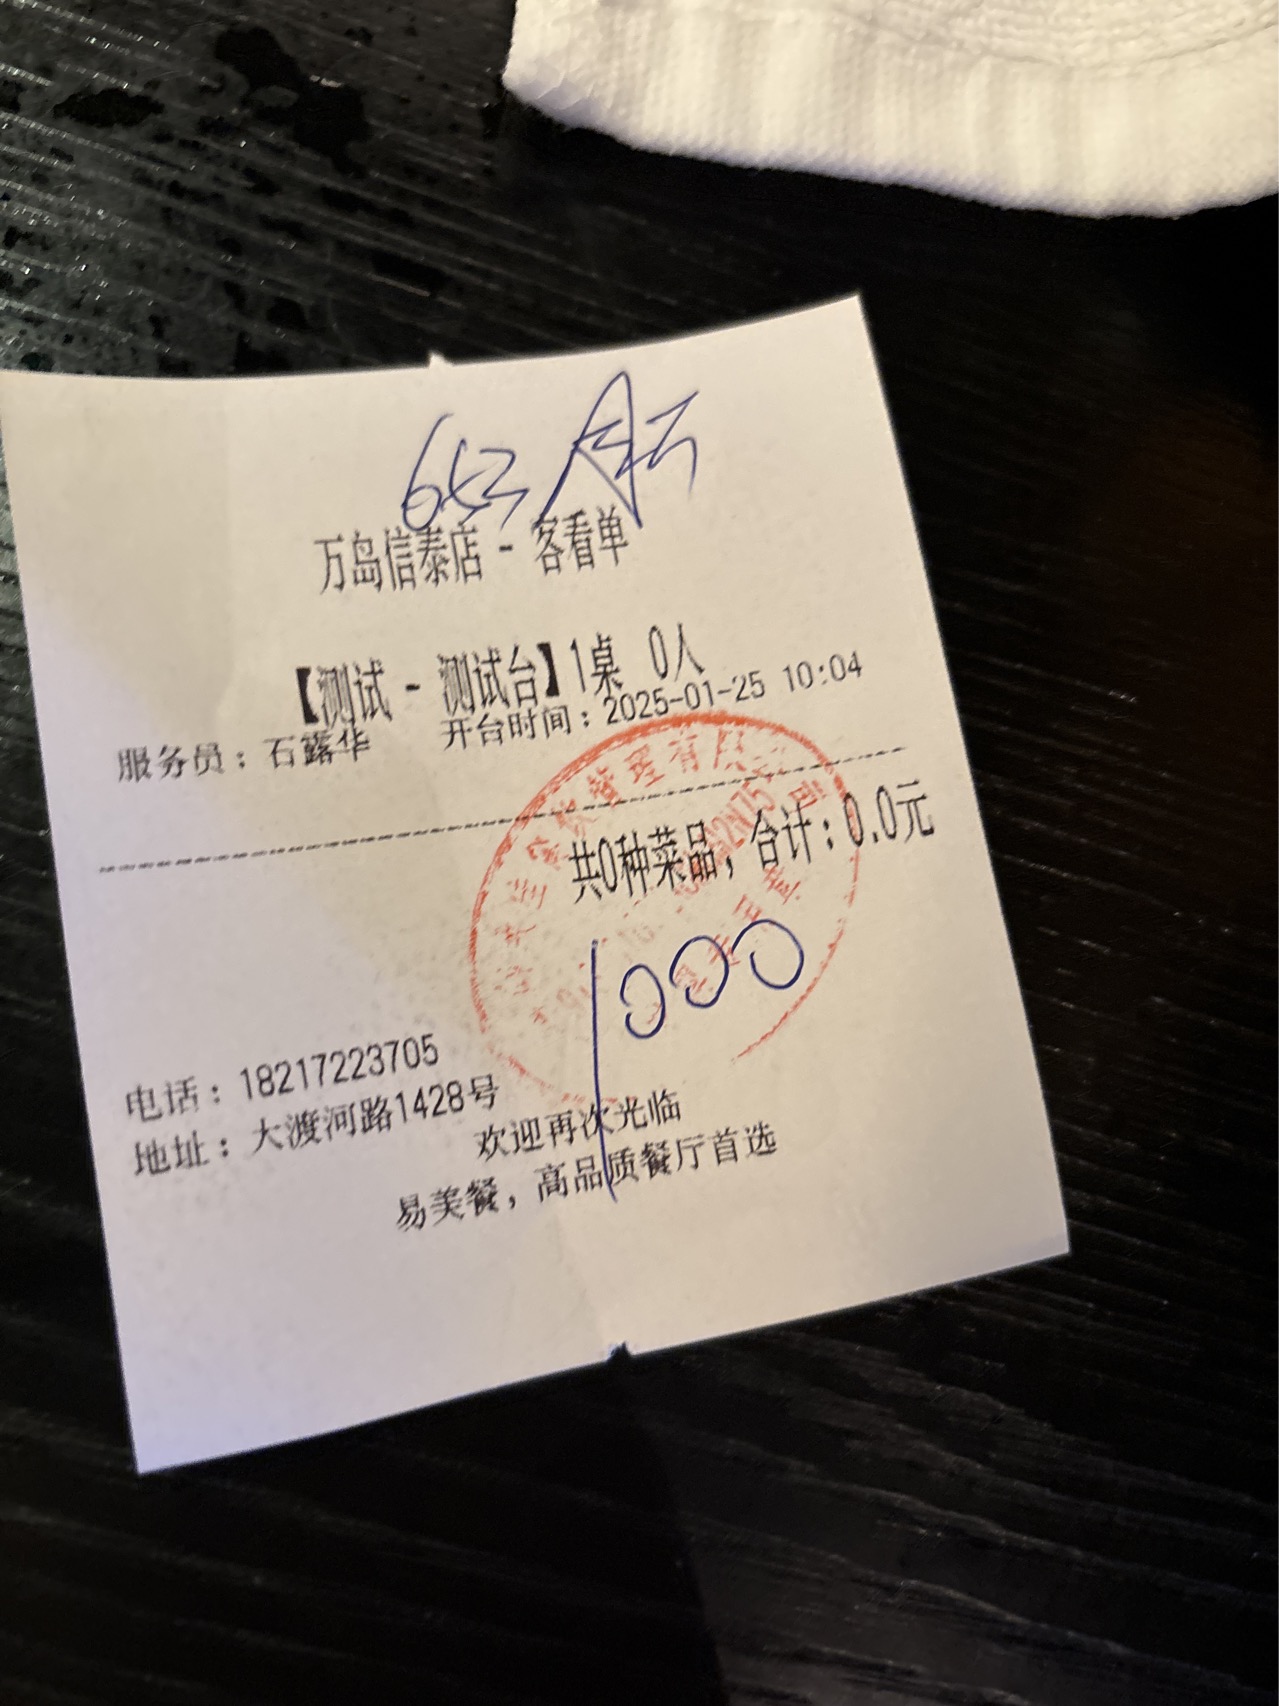 万岛信泰店 - 客看单
【测试 - 测试台】1桌 0人
服务员：石露华 开台时间：2025-01-25 10:04
共0种菜品，合计：0.0元
1000
电话：18217223705
地址：大渡河路1428号
欢迎再次光临
易美餐，高品质餐厅首选